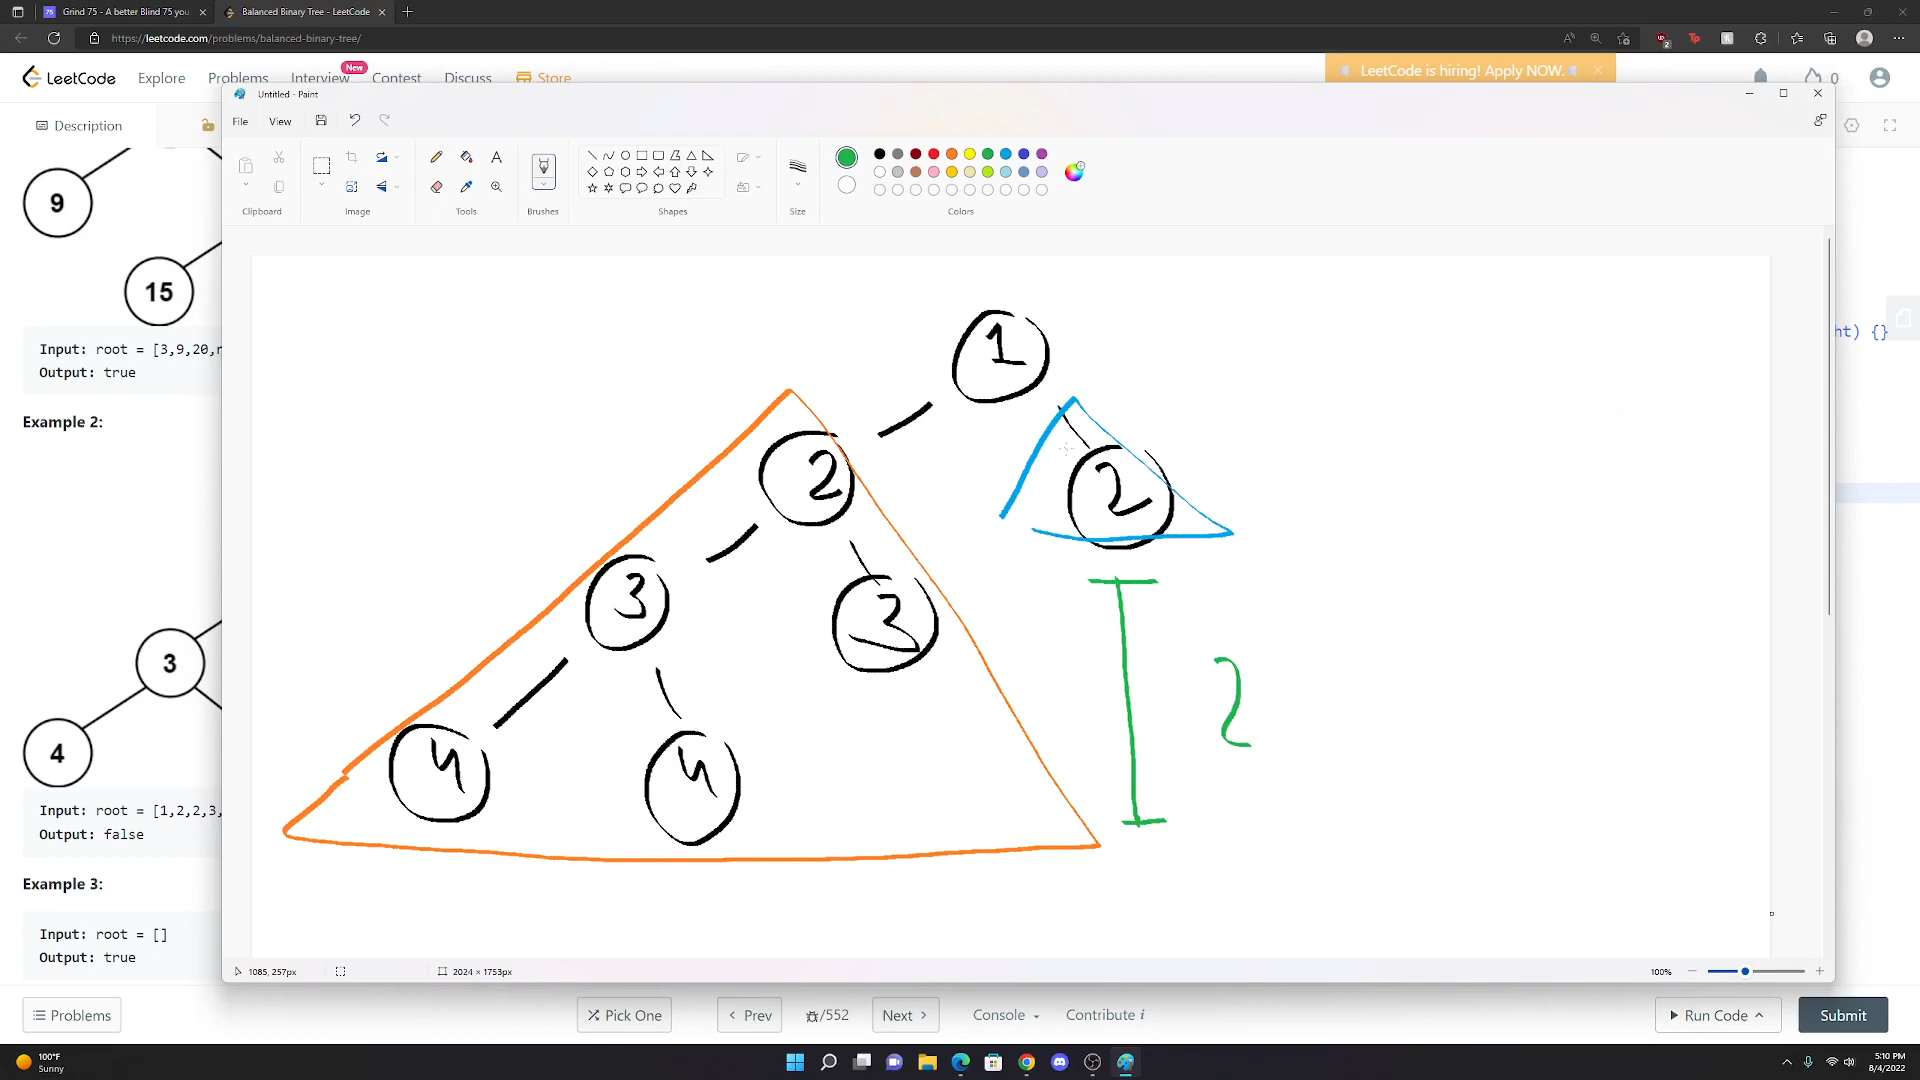 Grind 75 - A better Blind 75 you
Balanced Binary Tree - LeetCode
https://leetcode.com/problems/balanced-binary-tree/
LeetCode
Explore
Problems
Interview
New
Contest
Discuss
Store
LeetCode is hiring! Apply NOW.
0
Description
Untitled - Paint
File
View
Clipboard
Image
Tools
Brushes
Shapes
Size
Colors
9
15
Input: root = [3,9,20,n
Output: true
Example 2:
3
4
Input: root = [1,2,2,3,
Output: false
Example 3:
Input: root = []
Output: true
ht) {}
1
2
2
3
3
4
4
2
1085, 257px
2024 × 1753px
100%
Problems
Pick One
Prev
/552
Next
Console
Contribute i
Run Code
Submit
100°F
Sunny
5:10 PM
8/4/2022